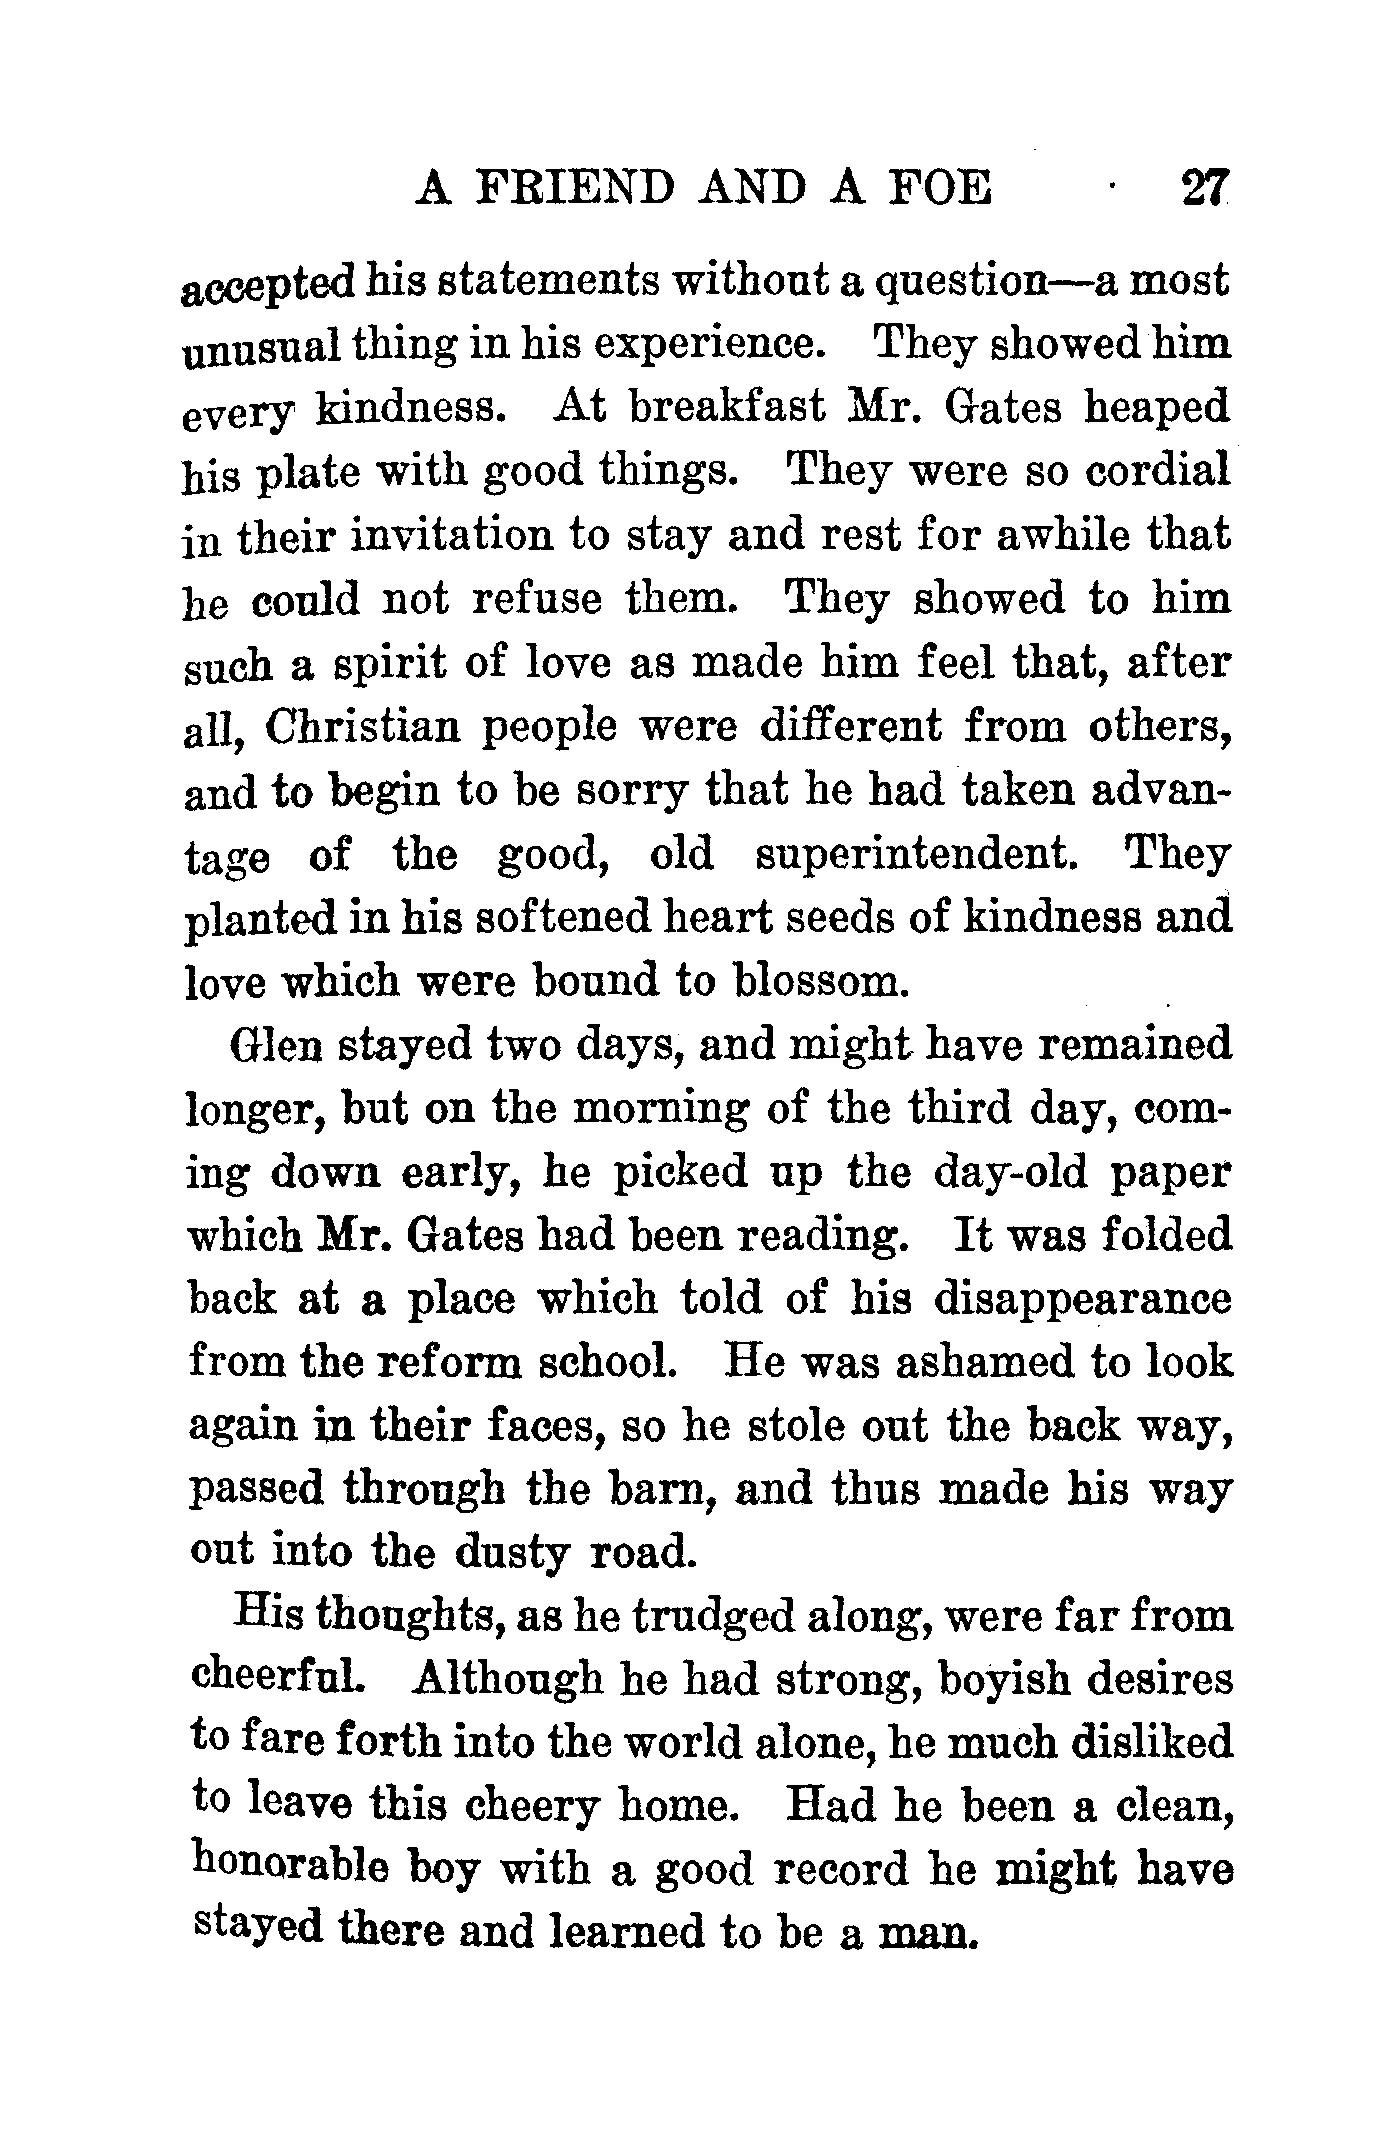 A FRIEND AND A FOE 27
accepted his statements without a question—a most
unusual thing in his experience. They showed him
every kindness. At breakfast Mr. Gates heaped
his plate with good things. They were so cordial
in their invitation to stay and rest for awhile that
he could not refuse them. They showed to him
such a spirit of love as made him feel that, after
all, Christian people were different from others,
and to begin to be sorry that he had taken advan-
tage of the good, old superintendent. They
planted in his softened heart seeds of kindness and
love which were bound to blossom.
Glen stayed two days, and might have remained
longer, but on the morning of the third day, com-
ing down early, he picked up the day-old paper
which Mr. Gates had been reading. It was folded
back at a place which told of his disappearance
from the reform school. He was ashamed to look
again in their faces, so he stole out the back way,
passed through the barn, and thus made his way
out into the dusty road.
His thoughts, as he trudged along, were far from
cheerful. Although he had strong, boyish desires
to fare forth into the world alone, he much disliked
to leave this cheery home. Had he been a clean,
honorable boy with a good record he might have
stayed there and learned to be a man.